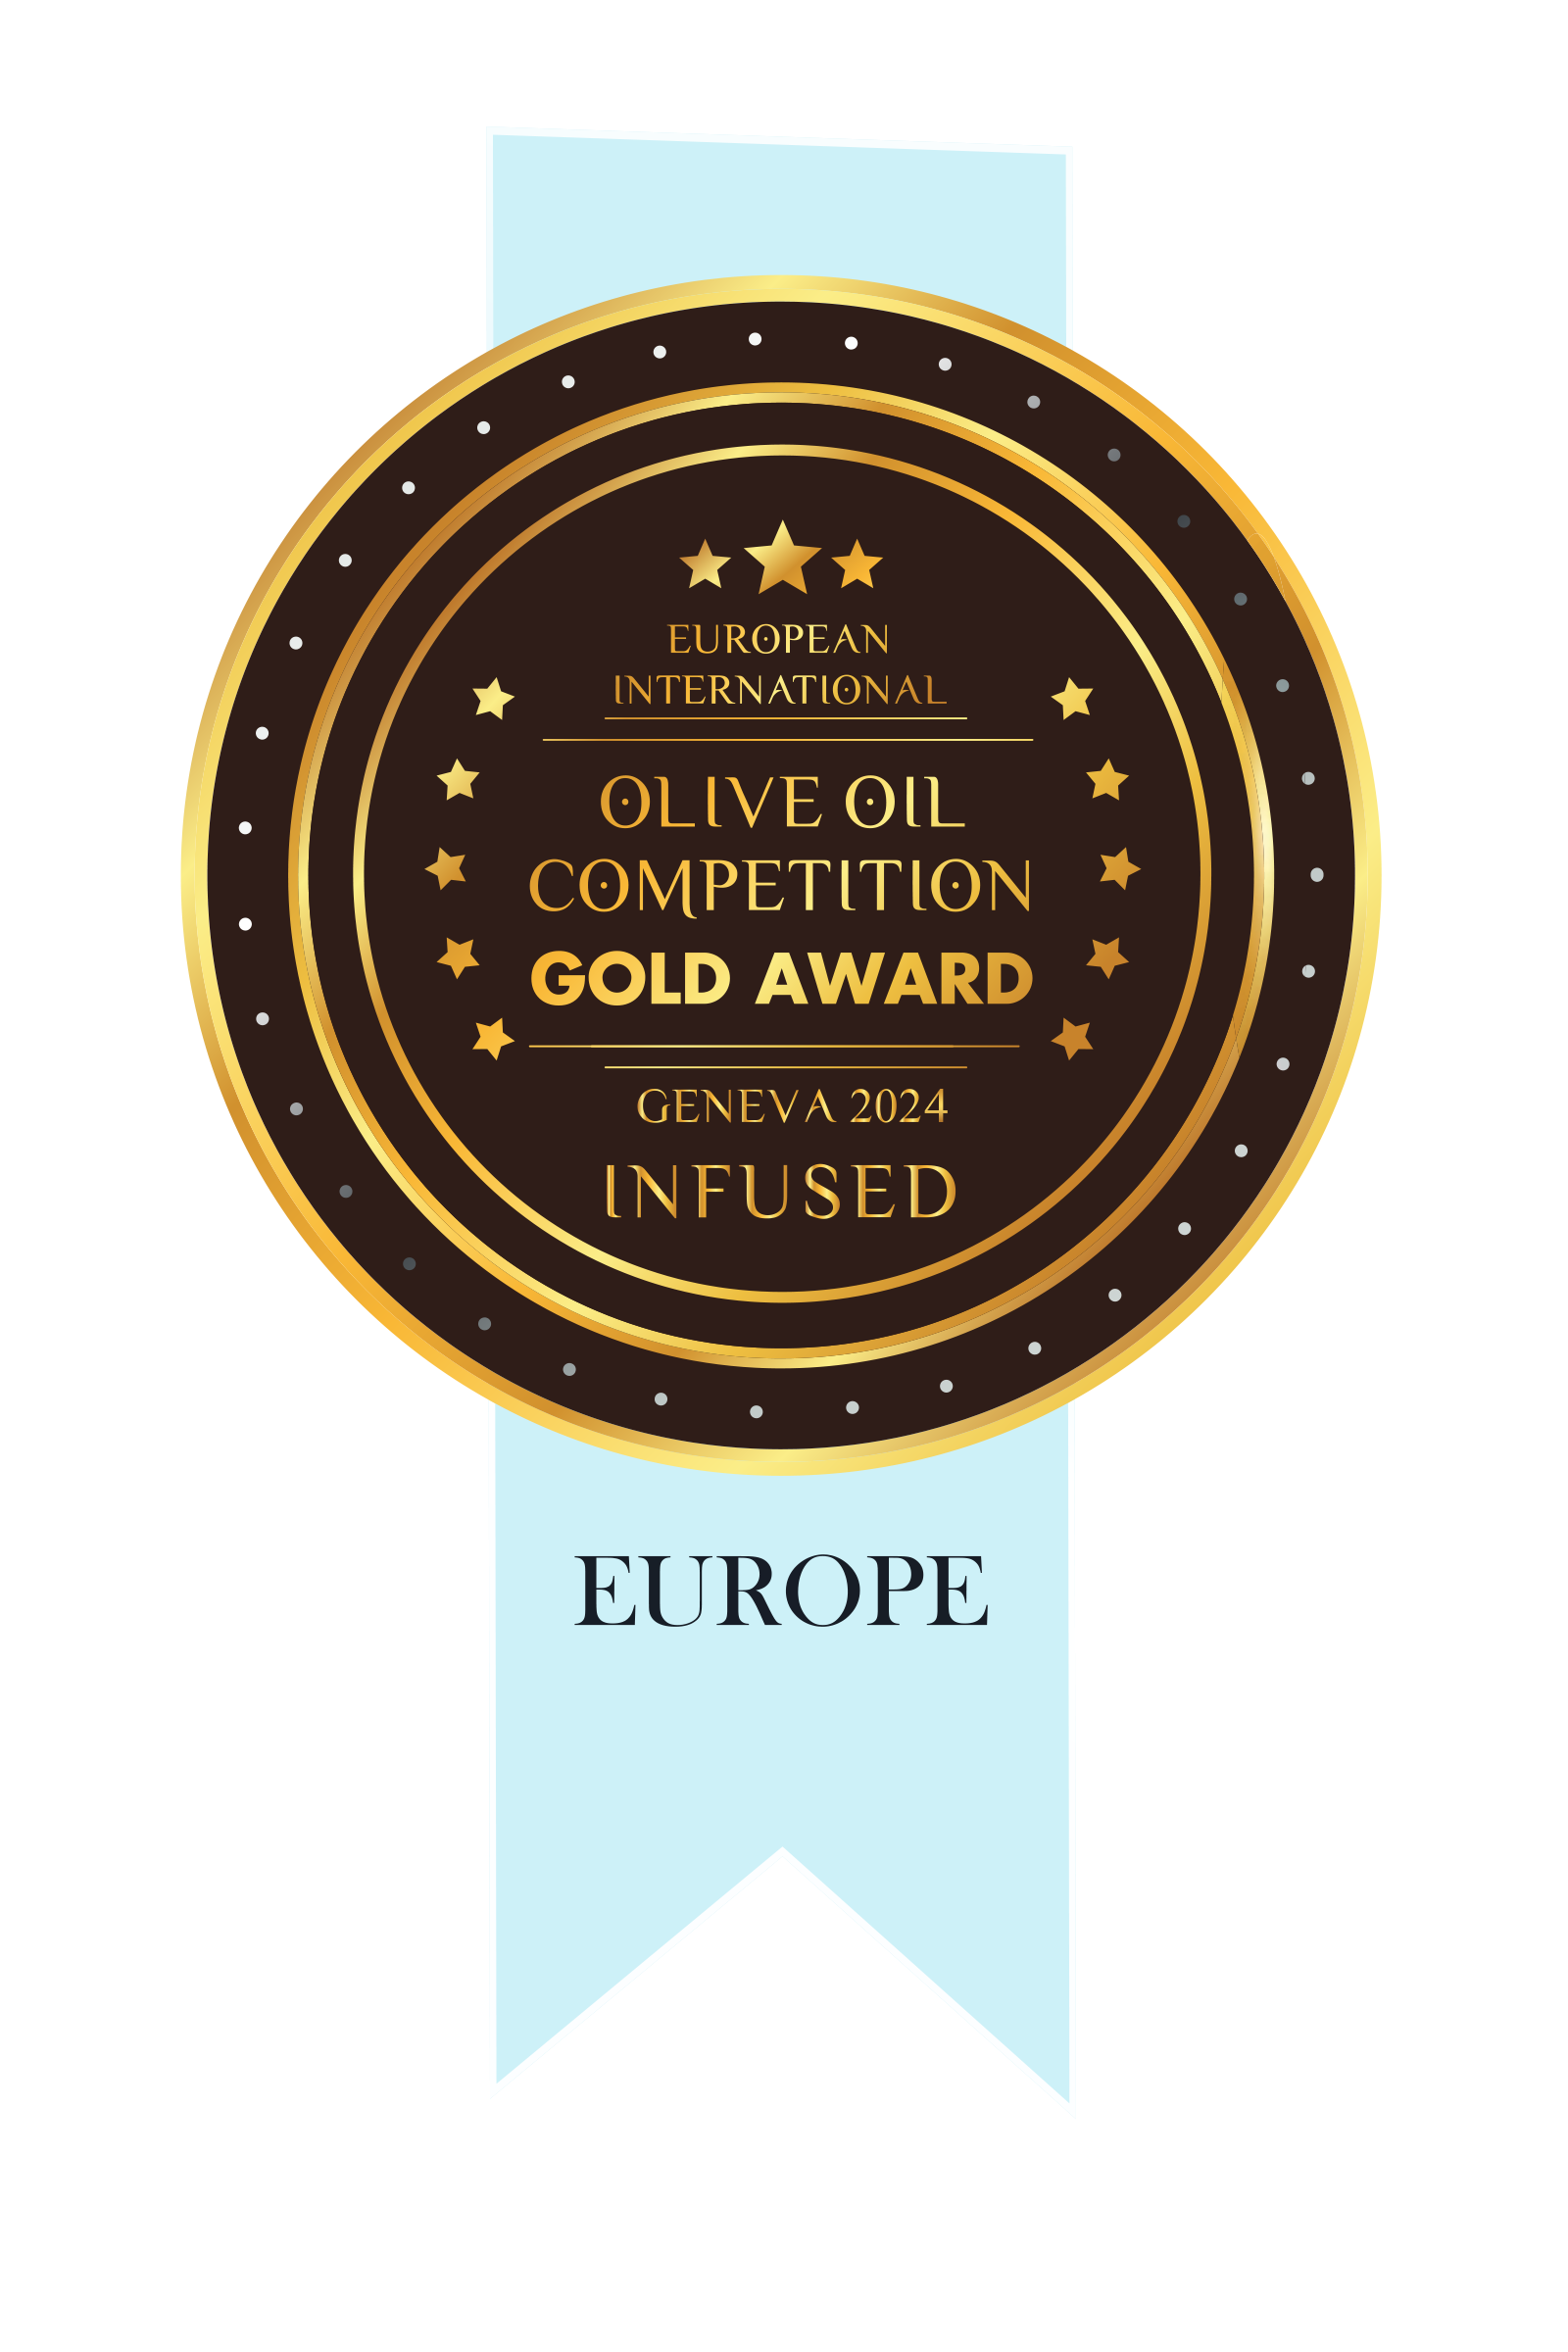 EUROPEAN
INTERNATIONAL
OLIVE OIL
COMPETITION
GOLD AWARD
GENEVA 2024
INFUSED
EUROPE